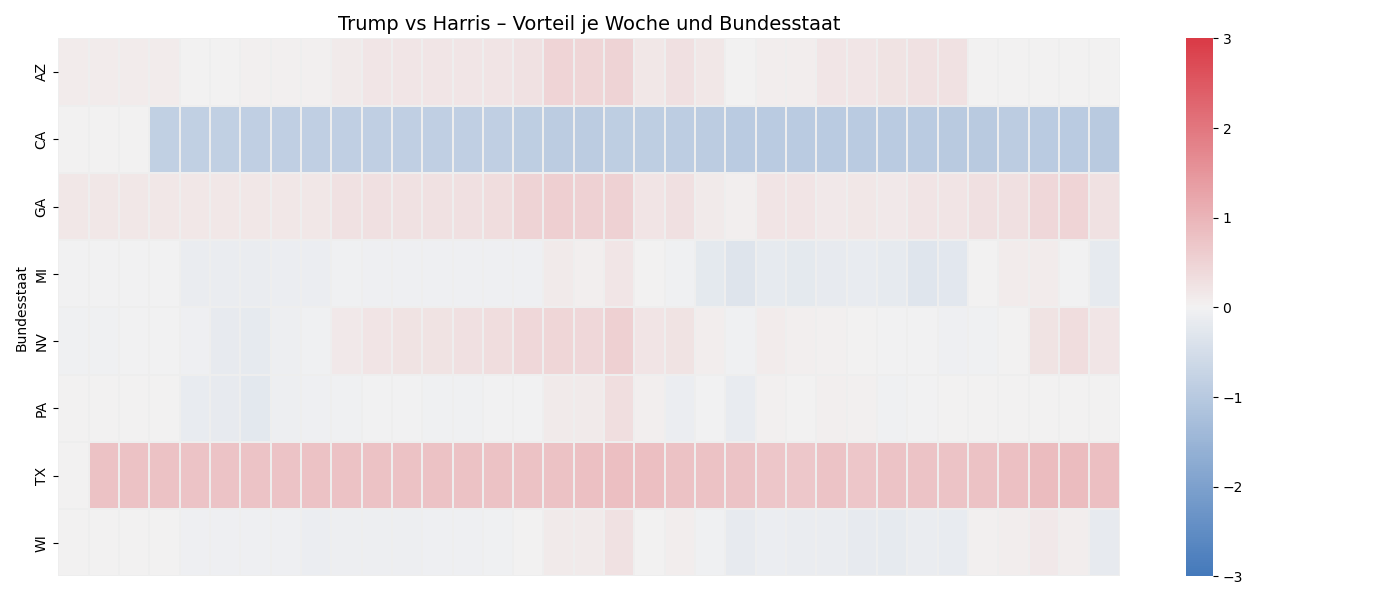 Trump vs Harris – Vorteil je Woche und Bundesstaat
Bundesstaat
AZ
CA
GA
MI
NV
PA
TX
WI
3
2
1
0
−1
−2
−3